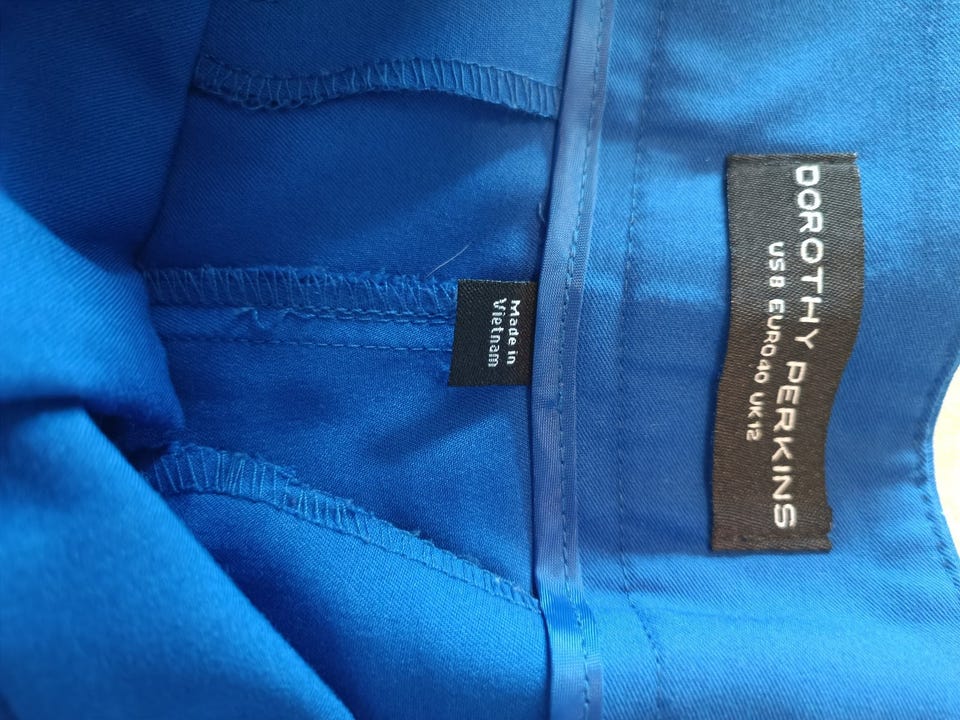 DOROTHY PERKINS
US8 EURO40 UK12
Made in
Vietnam